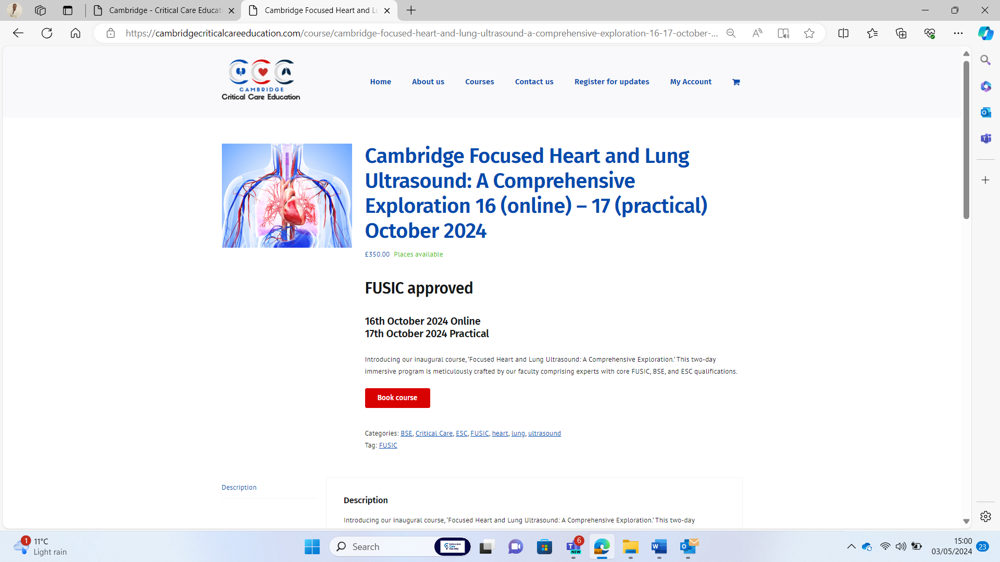 Cambridge - Critical Care Educati
Cambridge Focused Heart and Lu
https://cambridgecriticalcareeducation.com/course/cambridge-focused-heart-and-lung-ultrasound-a-comprehensive-exploration-16-17-october-...
CAMBRIDGE
Critical Care Education
Home
About us
Courses
Contact us
Register for updates
My Account
Cambridge Focused Heart and Lung
Ultrasound: A Comprehensive
Exploration 16 (online) – 17 (practical)
October 2024
£350.00 Places available
FUSIC approved
16th October 2024 Online
17th October 2024 Practical
Introducing our inaugural course, ‘Focused Heart and Lung Ultrasound: A Comprehensive Exploration.’ This two-day
immersive program is meticulously crafted by our faculty comprising experts with core FUSIC, BSE, and ESC qualifications.
Book course
Categories: BSE, Critical Care, ESC, FUSIC, heart, lung, ultrasound
Tag: FUSIC
Description
Description
Introducing our inaugural course, ‘Focused Heart and Lung Ultrasound: A Comprehensive Exploration.’ This two-day
1
11°C
Light rain
Search
Intensive
Care
Society
6
NEW
15:00
03/05/2024
23